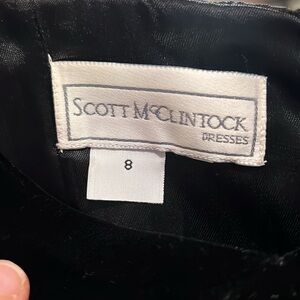 SCOTT McCLINTOCK
DRESSES
8